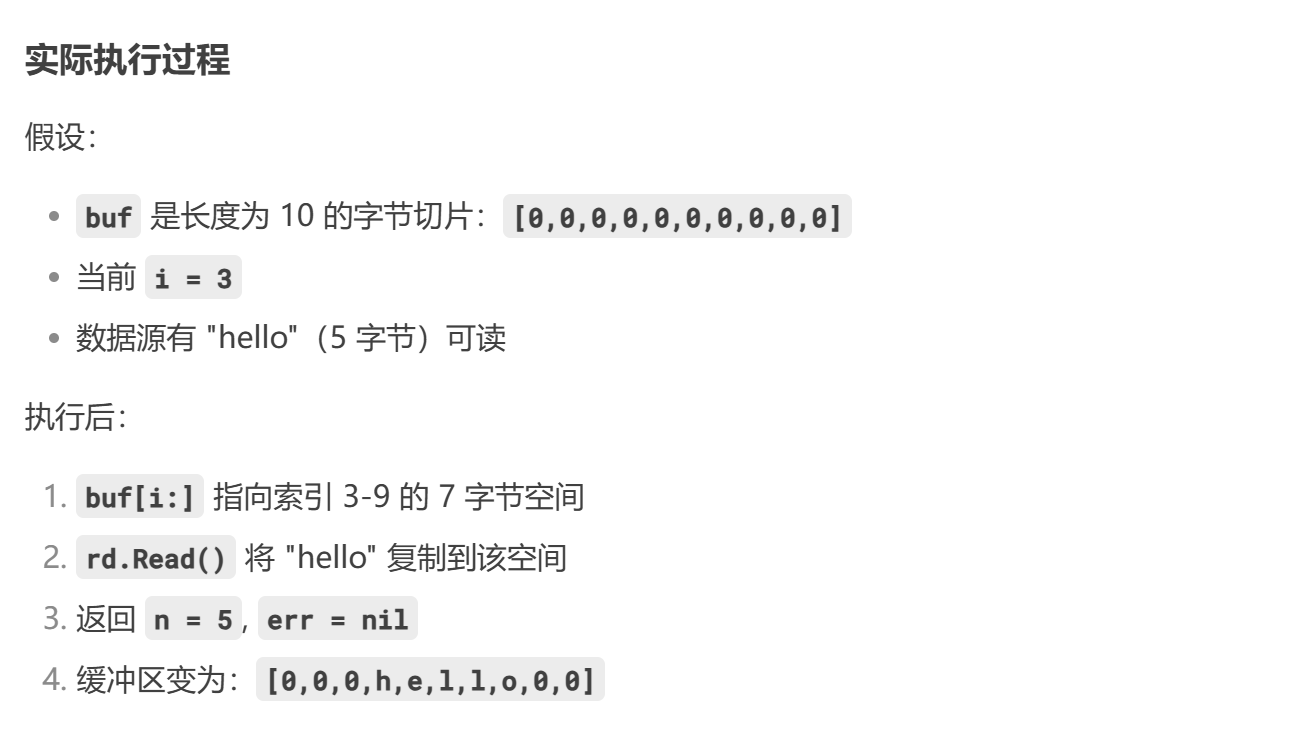 实际执行过程
假设：
• buf 是长度为 10 的字节切片： [0,0,0,0,0,0,0,0,0,0]
• 当前 i = 3
• 数据源有 "hello"（5 字节）可读
执行后：
1. buf[i:] 指向索引 3-9 的 7 字节空间
2. rd.Read() 将 "hello" 复制到该空间
3. 返回 n = 5, err = nil
4. 缓冲区变为： [0,0,0,h,e,l,l,o,0,0]